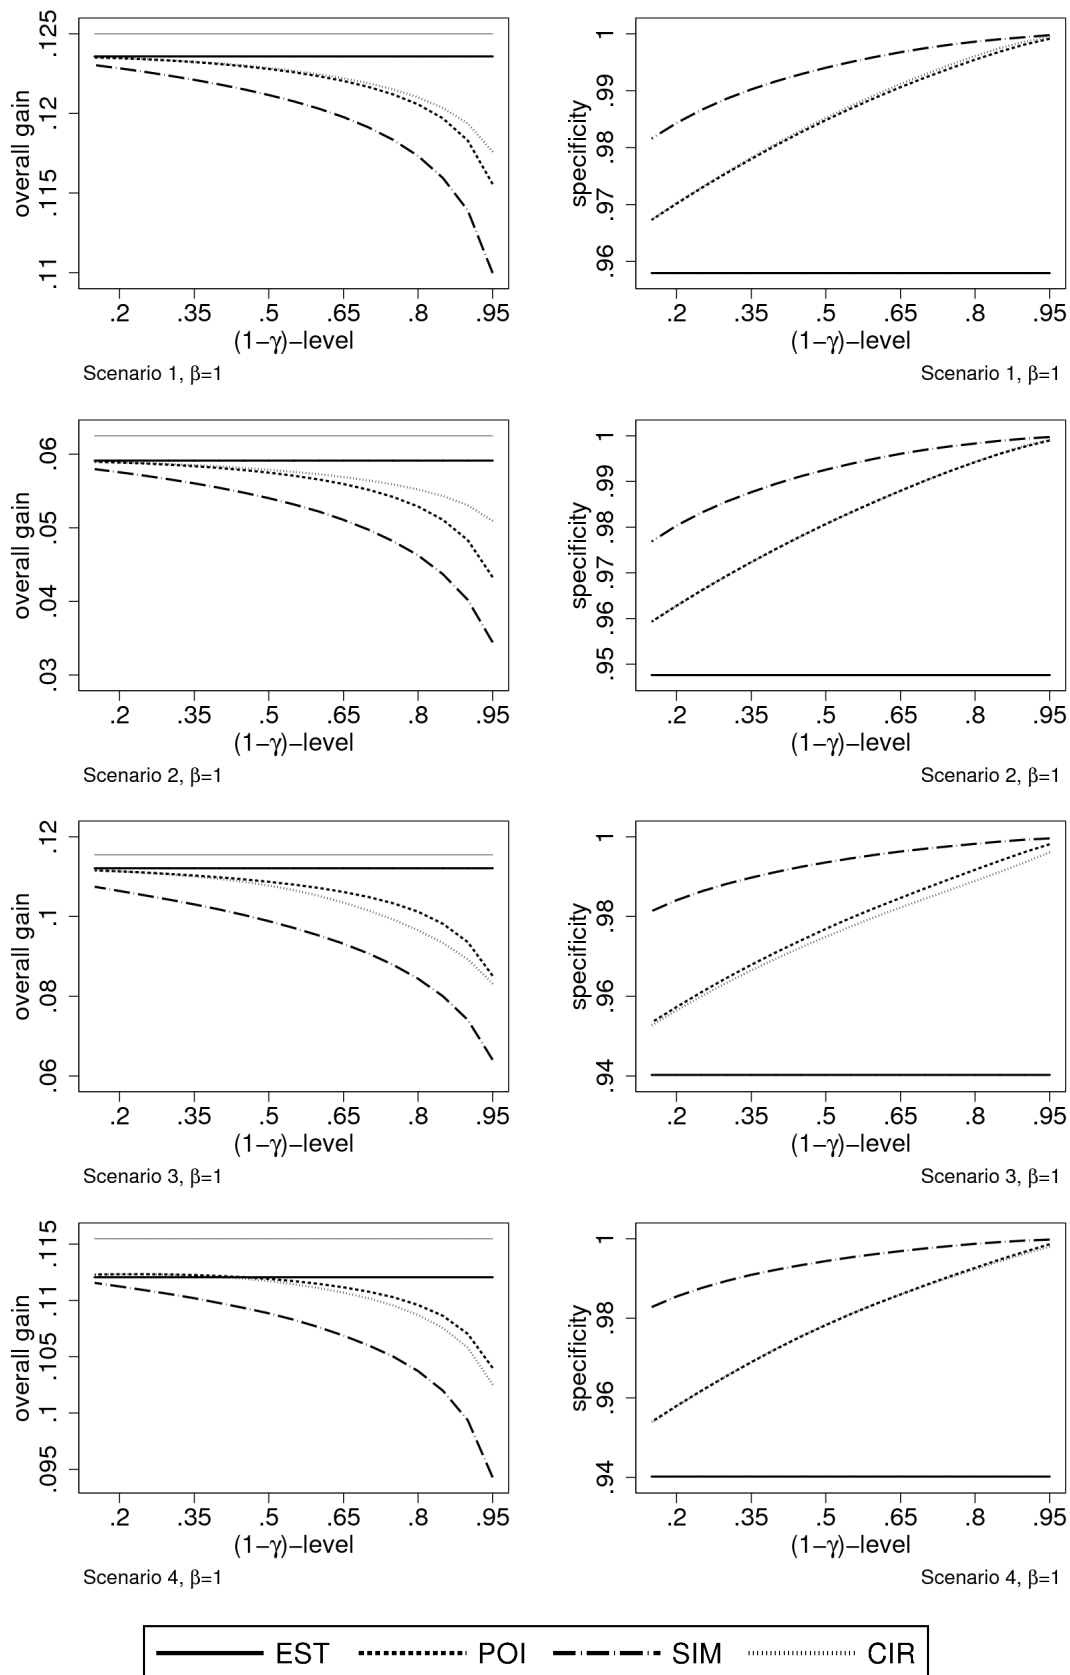 overall gain
.11 .115 .12 .125
.2 .35 .5 .65 .8 .95
(1−γ)−level
Scenario 1, β=1
specificity
.96 .97 .98 .99 1
.2 .35 .5 .65 .8 .95
(1−γ)−level
Scenario 1, β=1
overall gain
.03 .04 .05 .06
.2 .35 .5 .65 .8 .95
(1−γ)−level
Scenario 2, β=1
specificity
.95 .96 .97 .98 .99 1
.2 .35 .5 .65 .8 .95
(1−γ)−level
Scenario 2, β=1
overall gain
.06 .08 .1 .12
.2 .35 .5 .65 .8 .95
(1−γ)−level
Scenario 3, β=1
specificity
.94 .96 .98 1
.2 .35 .5 .65 .8 .95
(1−γ)−level
Scenario 3, β=1
overall gain
.095 .1 .105 .11 .115
.2 .35 .5 .65 .8 .95
(1−γ)−level
Scenario 4, β=1
specificity
.94 .96 .98 1
.2 .35 .5 .65 .8 .95
(1−γ)−level
Scenario 4, β=1
EST POI SIM CIR